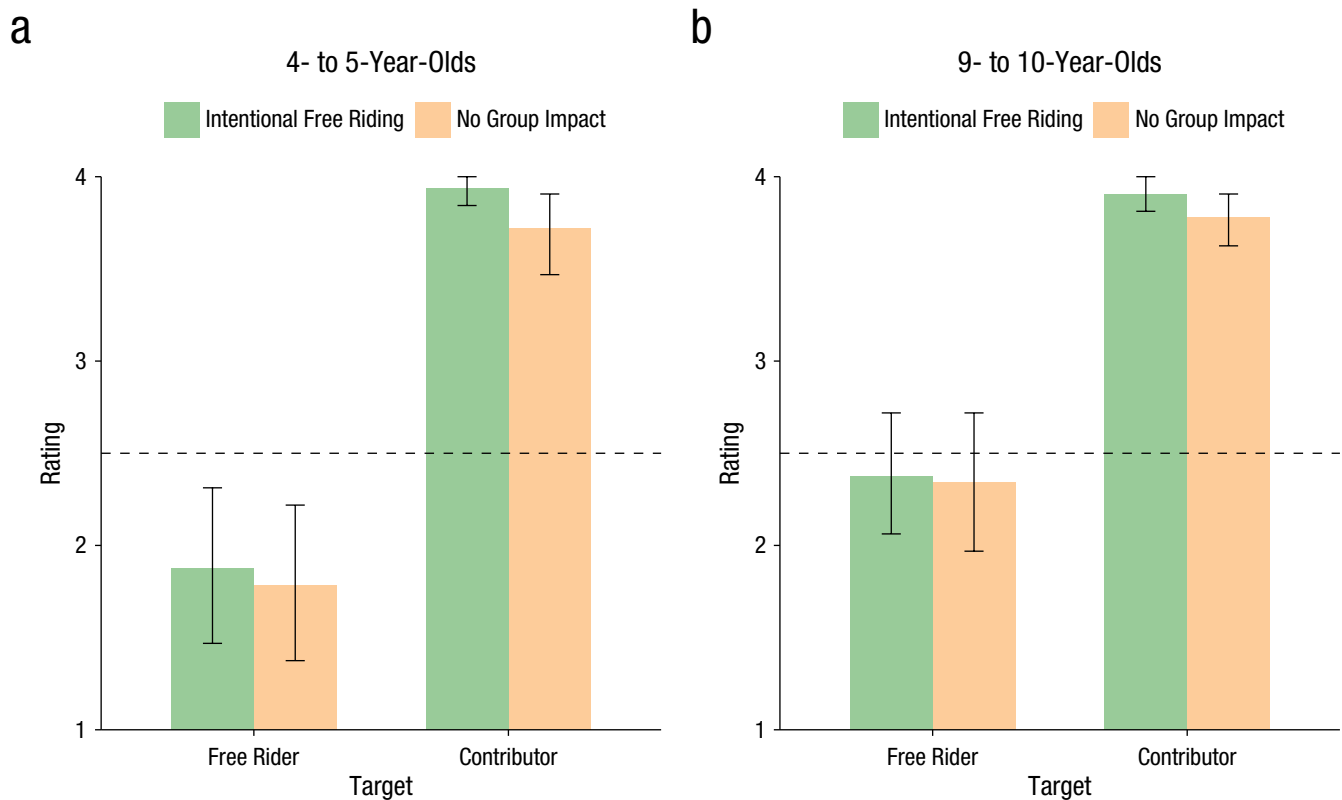 a
4- to 5-Year-Olds
Intentional Free Riding
No Group Impact
4
3
2
1
Rating
Free Rider
Contributor
Target
b
9- to 10-Year-Olds
Intentional Free Riding
No Group Impact
4
3
2
1
Rating
Free Rider
Contributor
Target